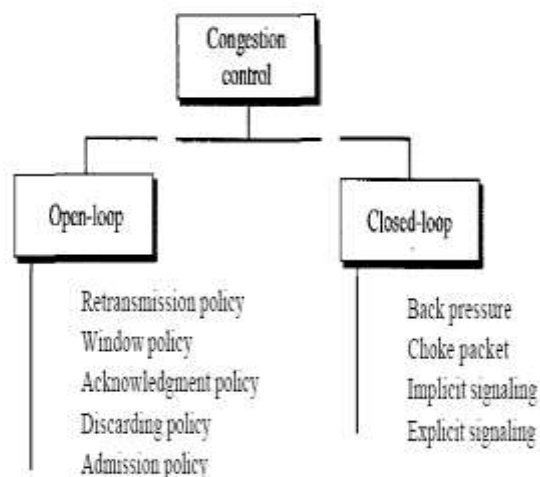 Congestion
control
Open-loop
Closed-loop
Retransmission policy
Window policy
Acknowledgment policy
Discarding policy
Admission policy
Back pressure
Choke packet
Implicit signaling
Explicit signaling